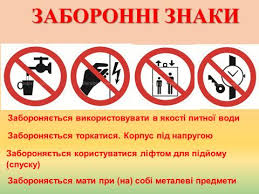 ЗАБОРОННІ ЗНАКИ
Забороняється використовувати в якості питної води
Забороняється торкатися. Корпус під напругою
Забороняється користуватися ліфтом для підйому
(спуску)
Забороняється мати при (на) собі металеві предмети